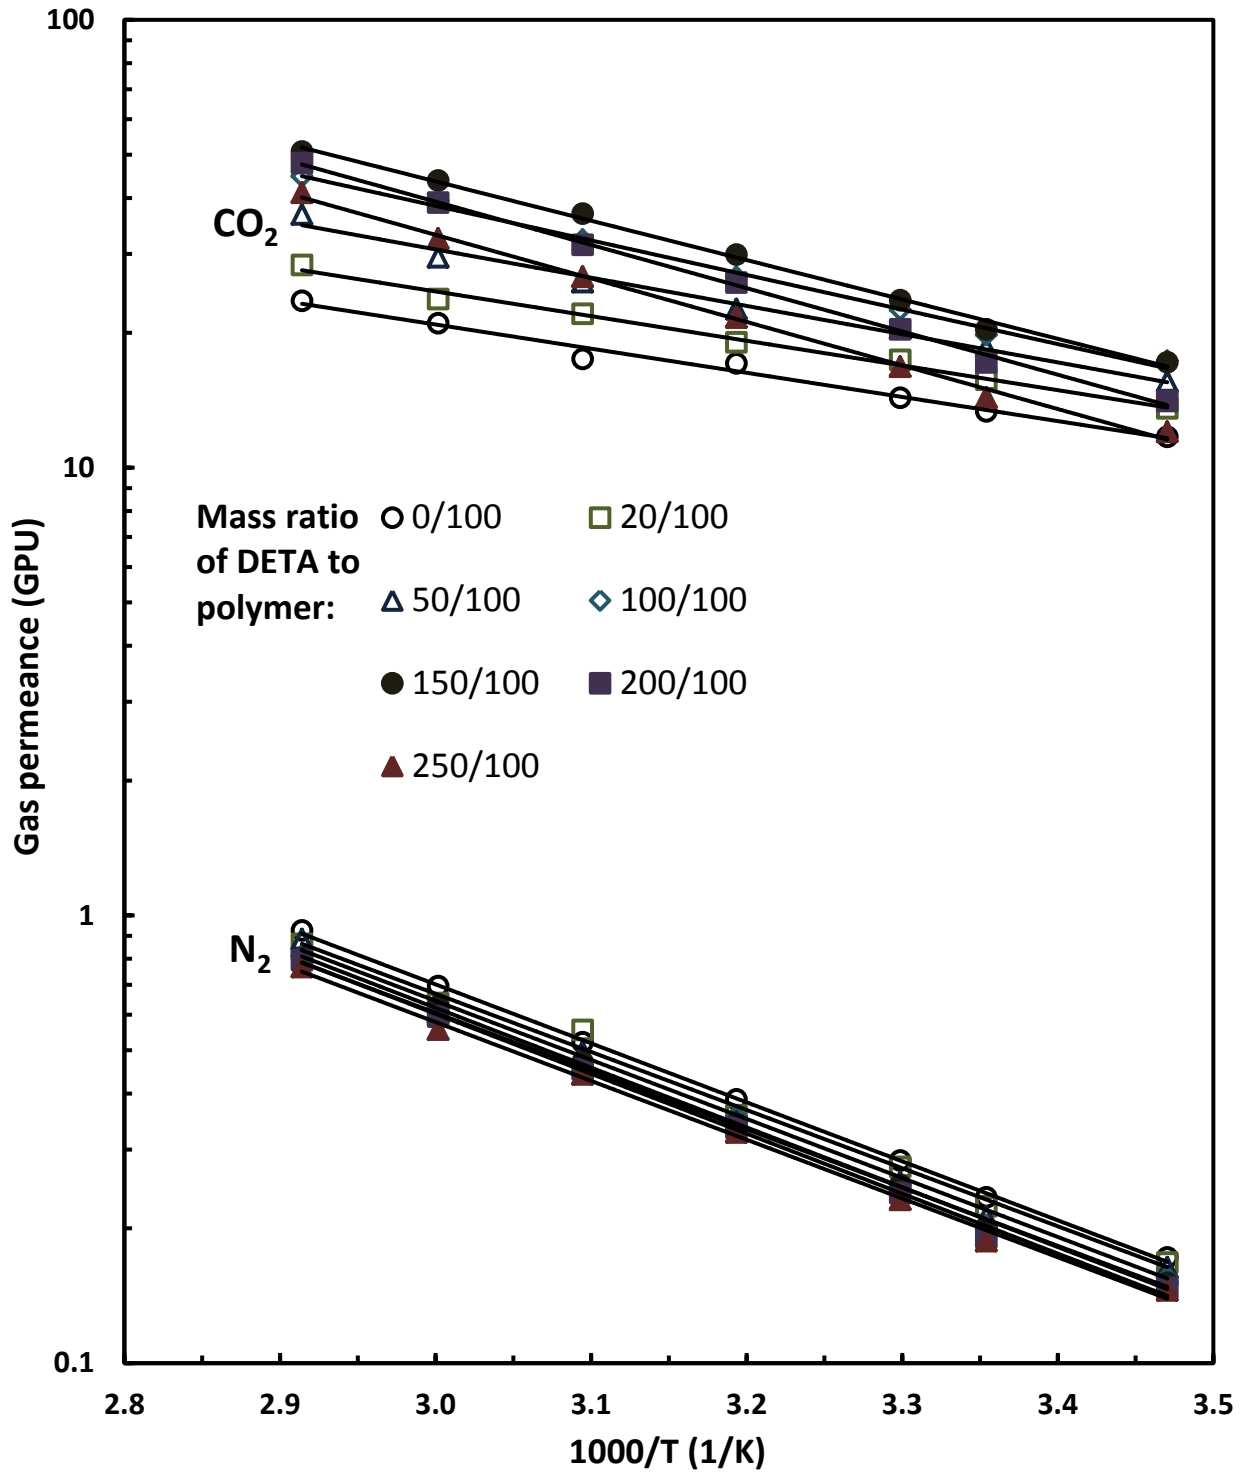 100
CO2
10
Mass ratio
of DETA to
polymer:
0/100
20/100
50/100
100/100
150/100
200/100
250/100
Gas permeance (GPU)
1
N2
0.1
2.8 2.9 3.0 3.1 3.2 3.3 3.4 3.5
1000/T (1/K)